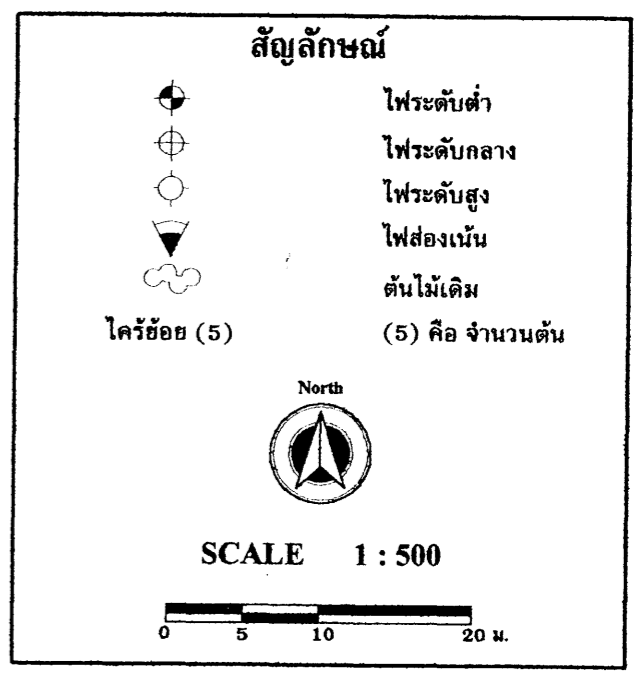 สัญลักษณ์
ไฟระดับต่ำ
ไฟระดับกลาง
ไฟระดับสูง
ไฟส่องเน้น
ต้นไม้เดิม
ไคร้ย้อย (5) (5) คือ จำนวนต้น
North
SCALE 1 : 500
0 5 10 20 ม.